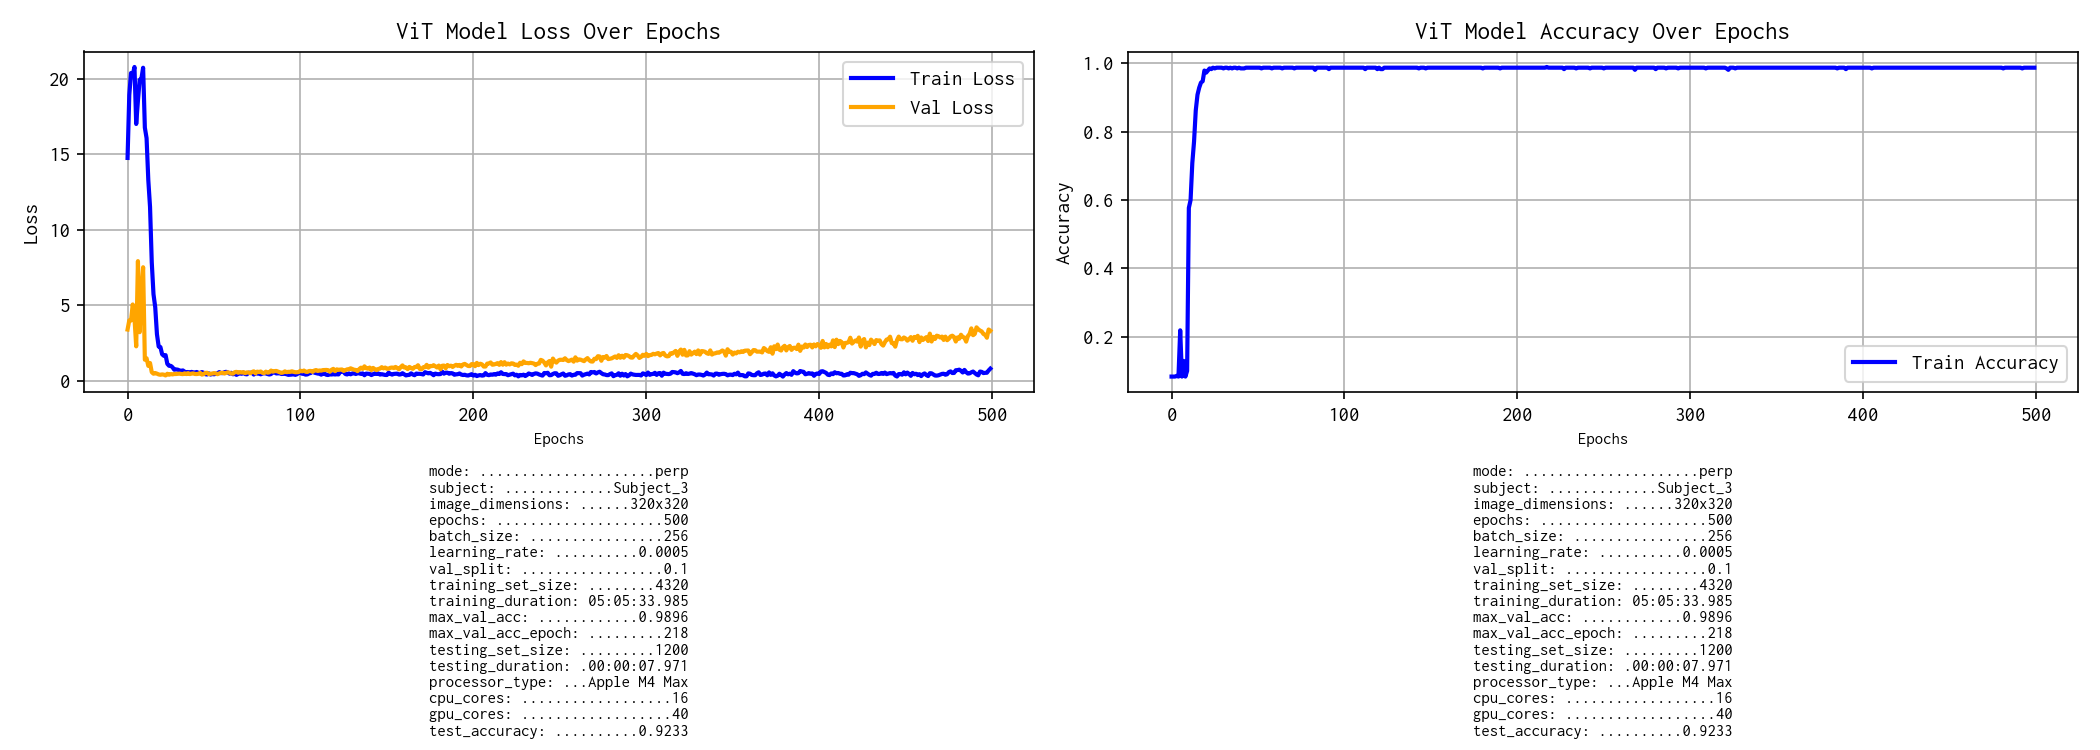 ViT Model Loss Over Epochs
Loss
20
15
10
5
0
Train Loss
Val Loss
0 100 200 300 400 500
Epochs
mode: .....................perp
subject: .............Subject_3
image_dimensions: ......320x320
epochs: ....................500
batch_size: ................256
learning_rate: ..........0.0005
val_split: .................0.1
training_set_size: ........4320
training_duration: 05:05:33.985
max_val_acc: ............0.9896
max_val_acc_epoch: .........218
testing_set_size: .........1200
testing_duration: .00:00:07.971
processor_type: ...Apple M4 Max
cpu_cores: ..................16
gpu_cores: ..................40
test_accuracy: ..........0.9233
ViT Model Accuracy Over Epochs
Accuracy
1.0
0.8
0.6
0.4
0.2
Train Accuracy
0 100 200 300 400 500
Epochs
mode: .....................perp
subject: .............Subject_3
image_dimensions: ......320x320
epochs: ....................500
batch_size: ................256
learning_rate: ..........0.0005
val_split: .................0.1
training_set_size: ........4320
training_duration: 05:05:33.985
max_val_acc: ............0.9896
max_val_acc_epoch: .........218
testing_set_size: .........1200
testing_duration: .00:00:07.971
processor_type: ...Apple M4 Max
cpu_cores: ..................16
gpu_cores: ..................40
test_accuracy: ..........0.9233